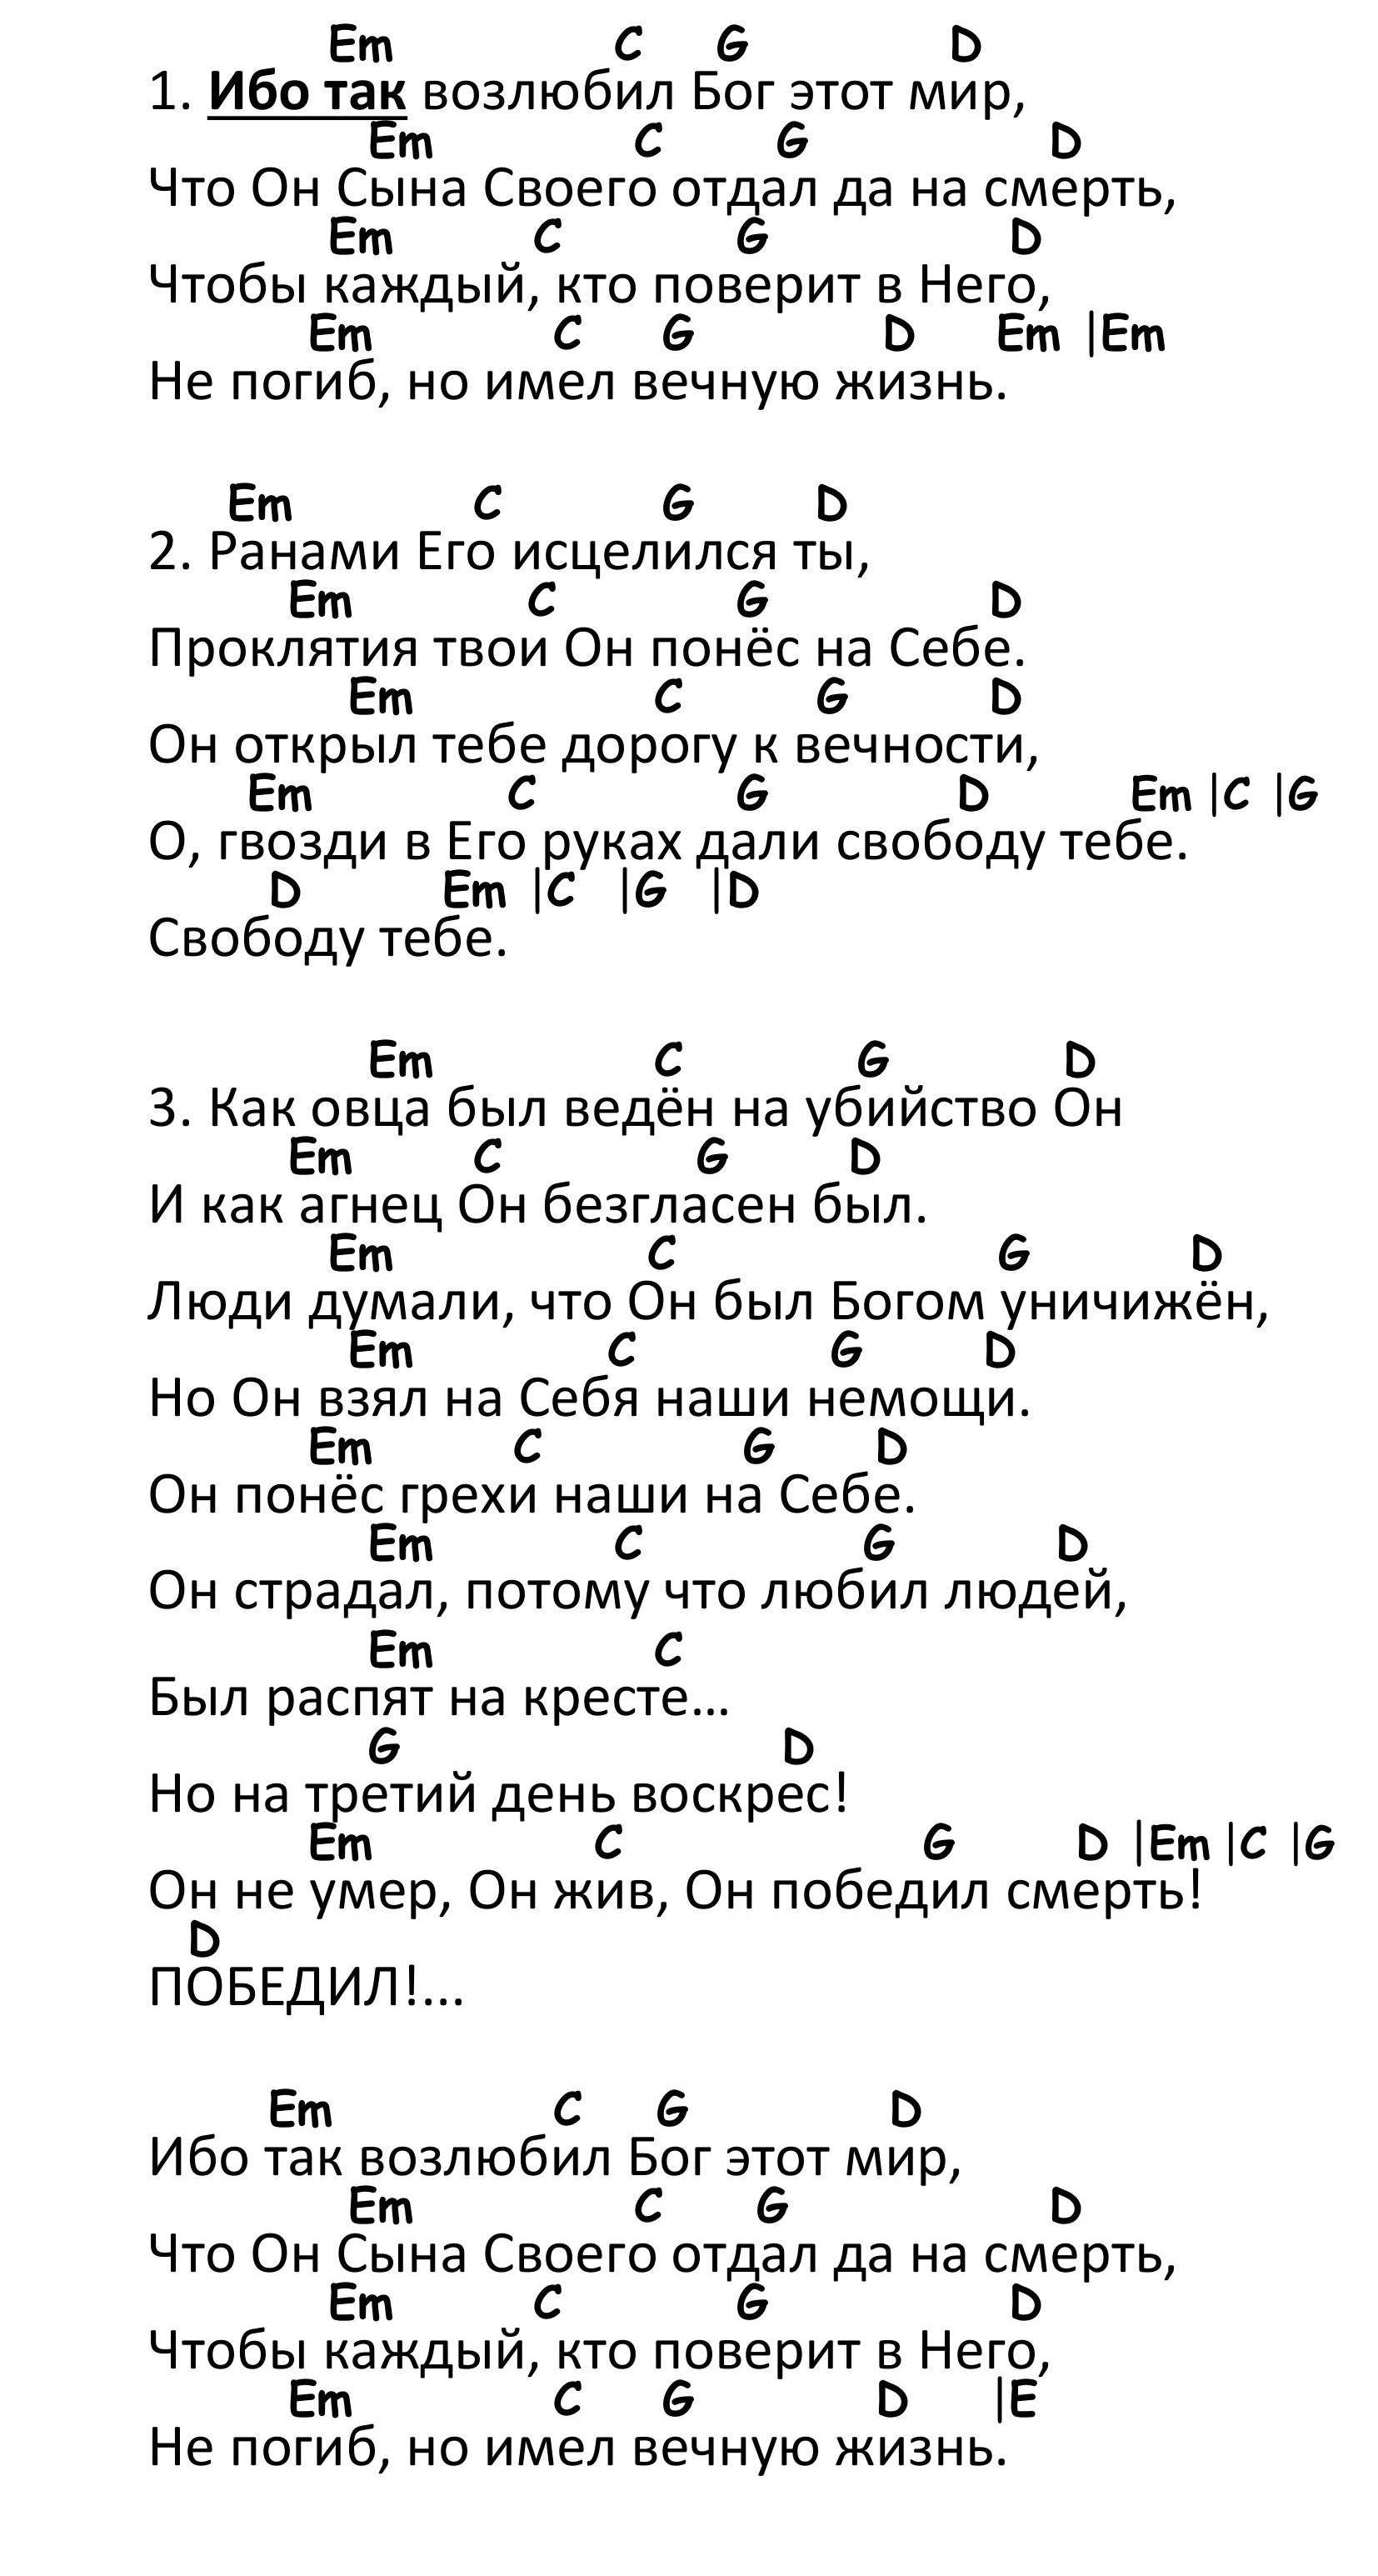 Em C G D
1. Ибо так возлюбил Бог этот мир,
Em C G D
Что Он Сына Своего отдал да на смерть,
Em C G D
Чтобы каждый, кто поверит в Него,
Em C G D Em |Em
Не погиб, но имел вечную жизнь.
Em C G D
2. Ранами Его исцелился ты,
Em C G D
Проклятия твои Он понёс на Себе.
Em C G D
Он открыл тебе дорогу к вечности,
Em C G D Em |C |G
О, гвозди в Его руках дали свободу тебе.
D Em |C |G |D
Свободу тебе.
Em C G D
3. Как овца был ведён на убийство Он
Em C G D
И как агнец Он безгласен был.
Em C G D
Люди думали, что Он был Богом уничижён,
Em C G D
Но Он взял на Себя наши немощи.
Em C G D
Он понёс грехи наши на Себе.
Em C G D
Он страдал, потому что любил людей,
Em C
Был распят на кресте...
G D
Но на третий день воскрес!
Em C G D |Em |C |G
Он не умер, Он жив, Он победил смерть!
D
ПОБЕДИЛ!...
Em C G D
Ибо так возлюбил Бог этот мир,
Em C G D
Что Он Сына Своего отдал да на смерть,
Em C G D
Чтобы каждый, кто поверит в Него,
Em C G D |E
Не погиб, но имел вечную жизнь.